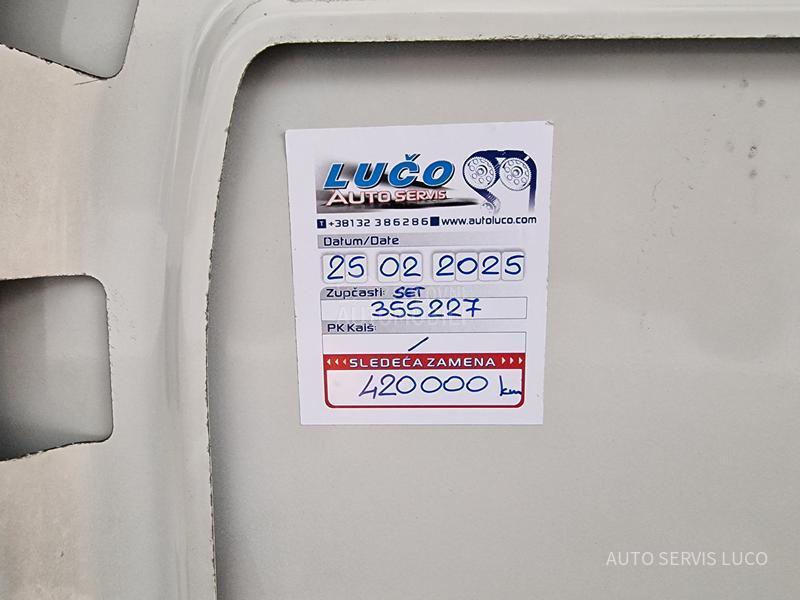 LUČO
AUTO SERVIS
T +38132 386286 www.autoluco.com
Datum/Date
25 02 2025
Zupčasti: SET
355227
PK Kaiš:
/
SLEDEĆA ZAMENA
420000 km
AUTO SERVIS LUCO